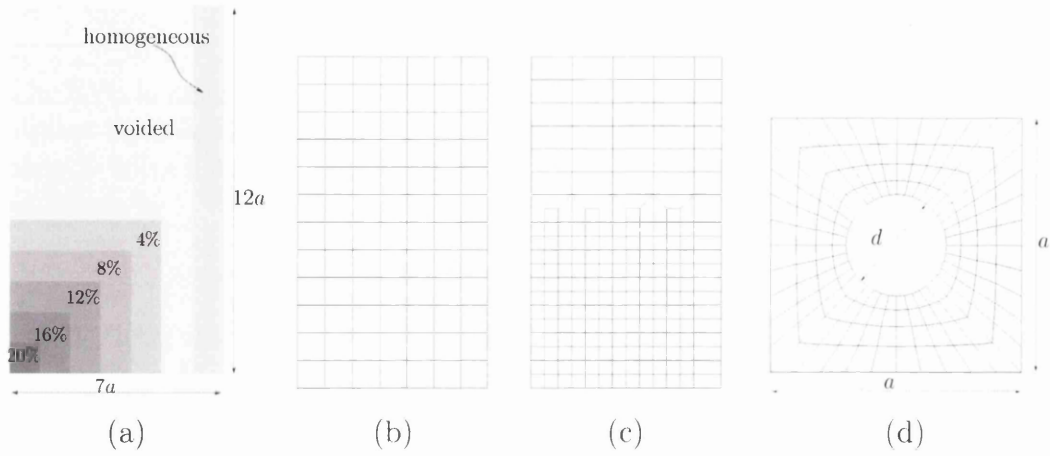 homogeneous
voided
12a
4%
8%
12%
16%
20%
7a
d
a
a
(a) (b) (c) (d)